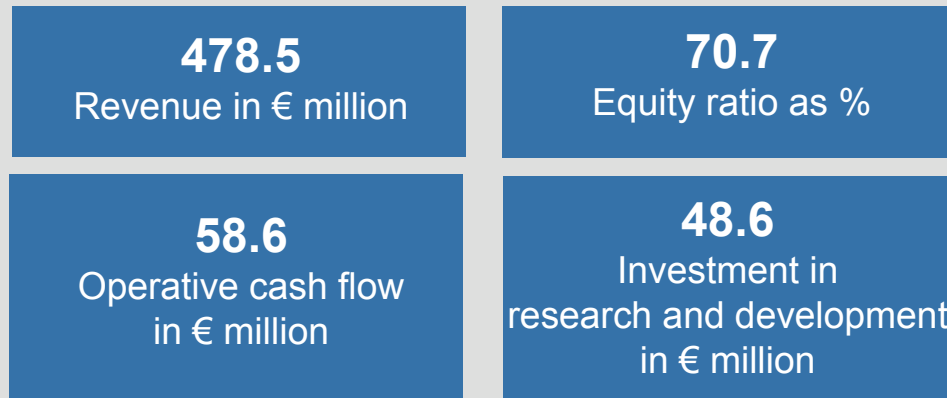 478.5
Revenue in € million
70.7
Equity ratio as %
58.6
Operative cash flow
in € million
48.6
Investment in
research and development
in € million